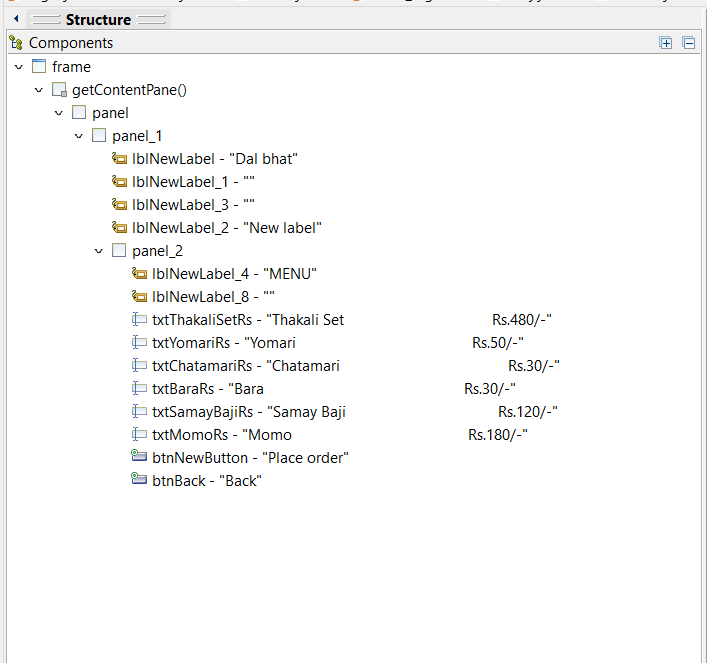 Structure
Components
frame
getContentPane()
panel
panel_1
lblNewLabel - "Dal bhat"
lblNewLabel_1 - ""
lblNewLabel_3 - ""
lblNewLabel_2 - "New label"
panel_2
lblNewLabel_4 - "MENU"
lblNewLabel_8 - ""
txtThakaliSetRs - "Thakali Set Rs.480/-"
txtYomariRs - "Yomari Rs.50/-"
txtChatamariRs - "Chatamari Rs.30/-"
txtBaraRs - "Bara Rs.30/-"
txtSamayBajiRs - "Samay Baji Rs.120/-"
txtMomoRs - "Momo Rs.180/-"
btnNewButton - "Place order"
btnBack - "Back"